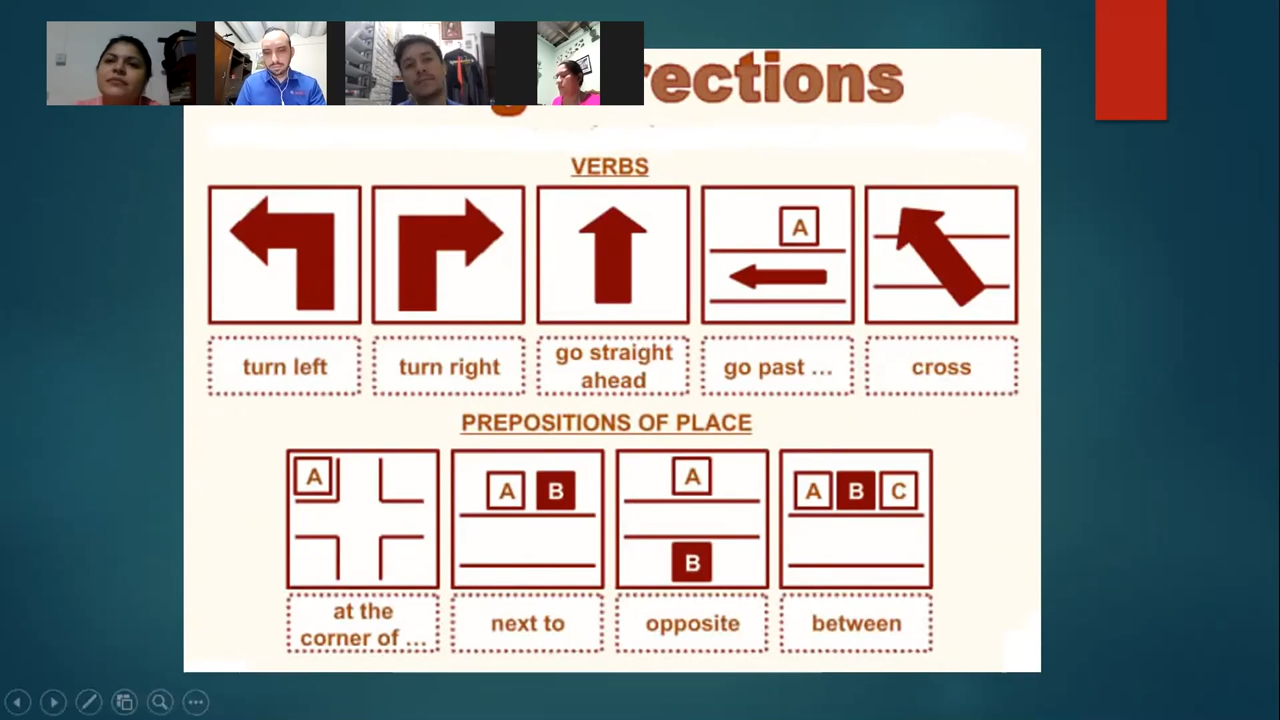 rections
VERBS
A
turn left
turn right
go straight
ahead
go past ...
cross
PREPOSITIONS OF PLACE
A
A B
A
B
A B C
at the
corner of ...
next to
opposite
between